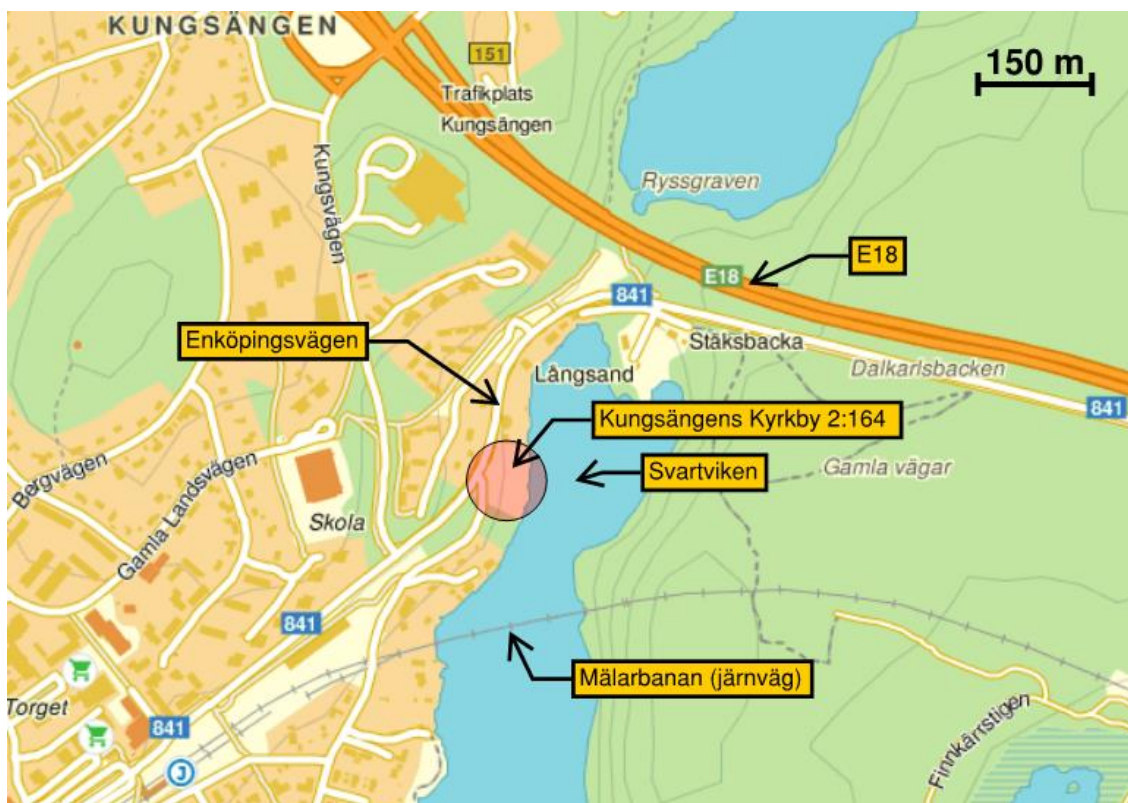 KUNGSÄNGEN
151
150 m
Trafikplats
Kungsängen
Kungsvägen
Ryssgraven
E18
E18
841
Enköpingsvägen
Stäksbacka
Långsand
Dalkarlsbacken
841
Kungsängens Kyrkby 2:164
Bergvägen
Gamla Landsvägen
Svartviken
Gamla vägar
Skola
841
Mälarbanan (järnväg)
Torget
841
Finnkärrstigen
J